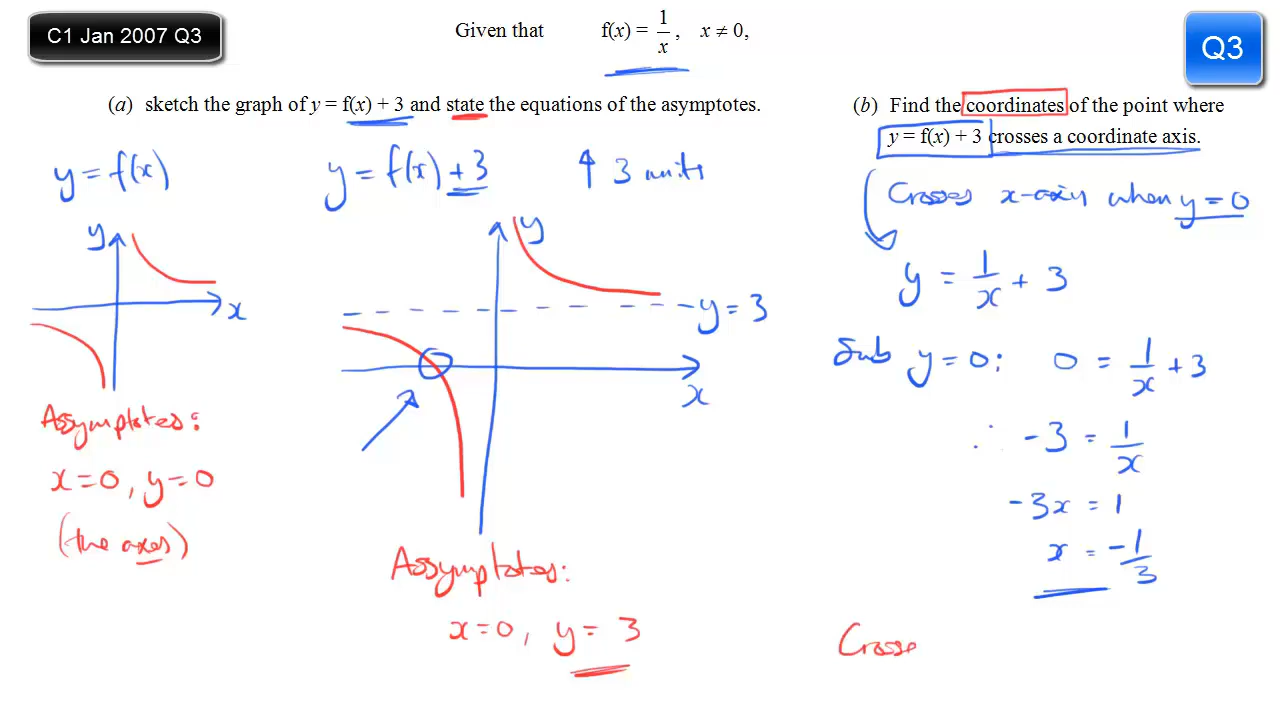 C1 Jan 2007 Q3
Given that f(x) = 1/x, x ≠ 0,
Q3
(a) sketch the graph of y = f(x) + 3 and state the equations of the asymptotes.
(b) Find the coordinates of the point where
y = f(x) + 3 crosses a coordinate axis.
y = f(x)
y
x
Assymptotes:
x = 0, y = 0
(the axes)
y = f(x) + 3
↑ 3 units
y
y = 3
x
Assymptotes:
x = 0, y = 3
Crosses x-axis when y = 0
y = 1/x + 3
Sub y = 0: 0 = 1/x + 3
∴ -3 = 1/x
-3x = 1
x = -1/3
Crosse